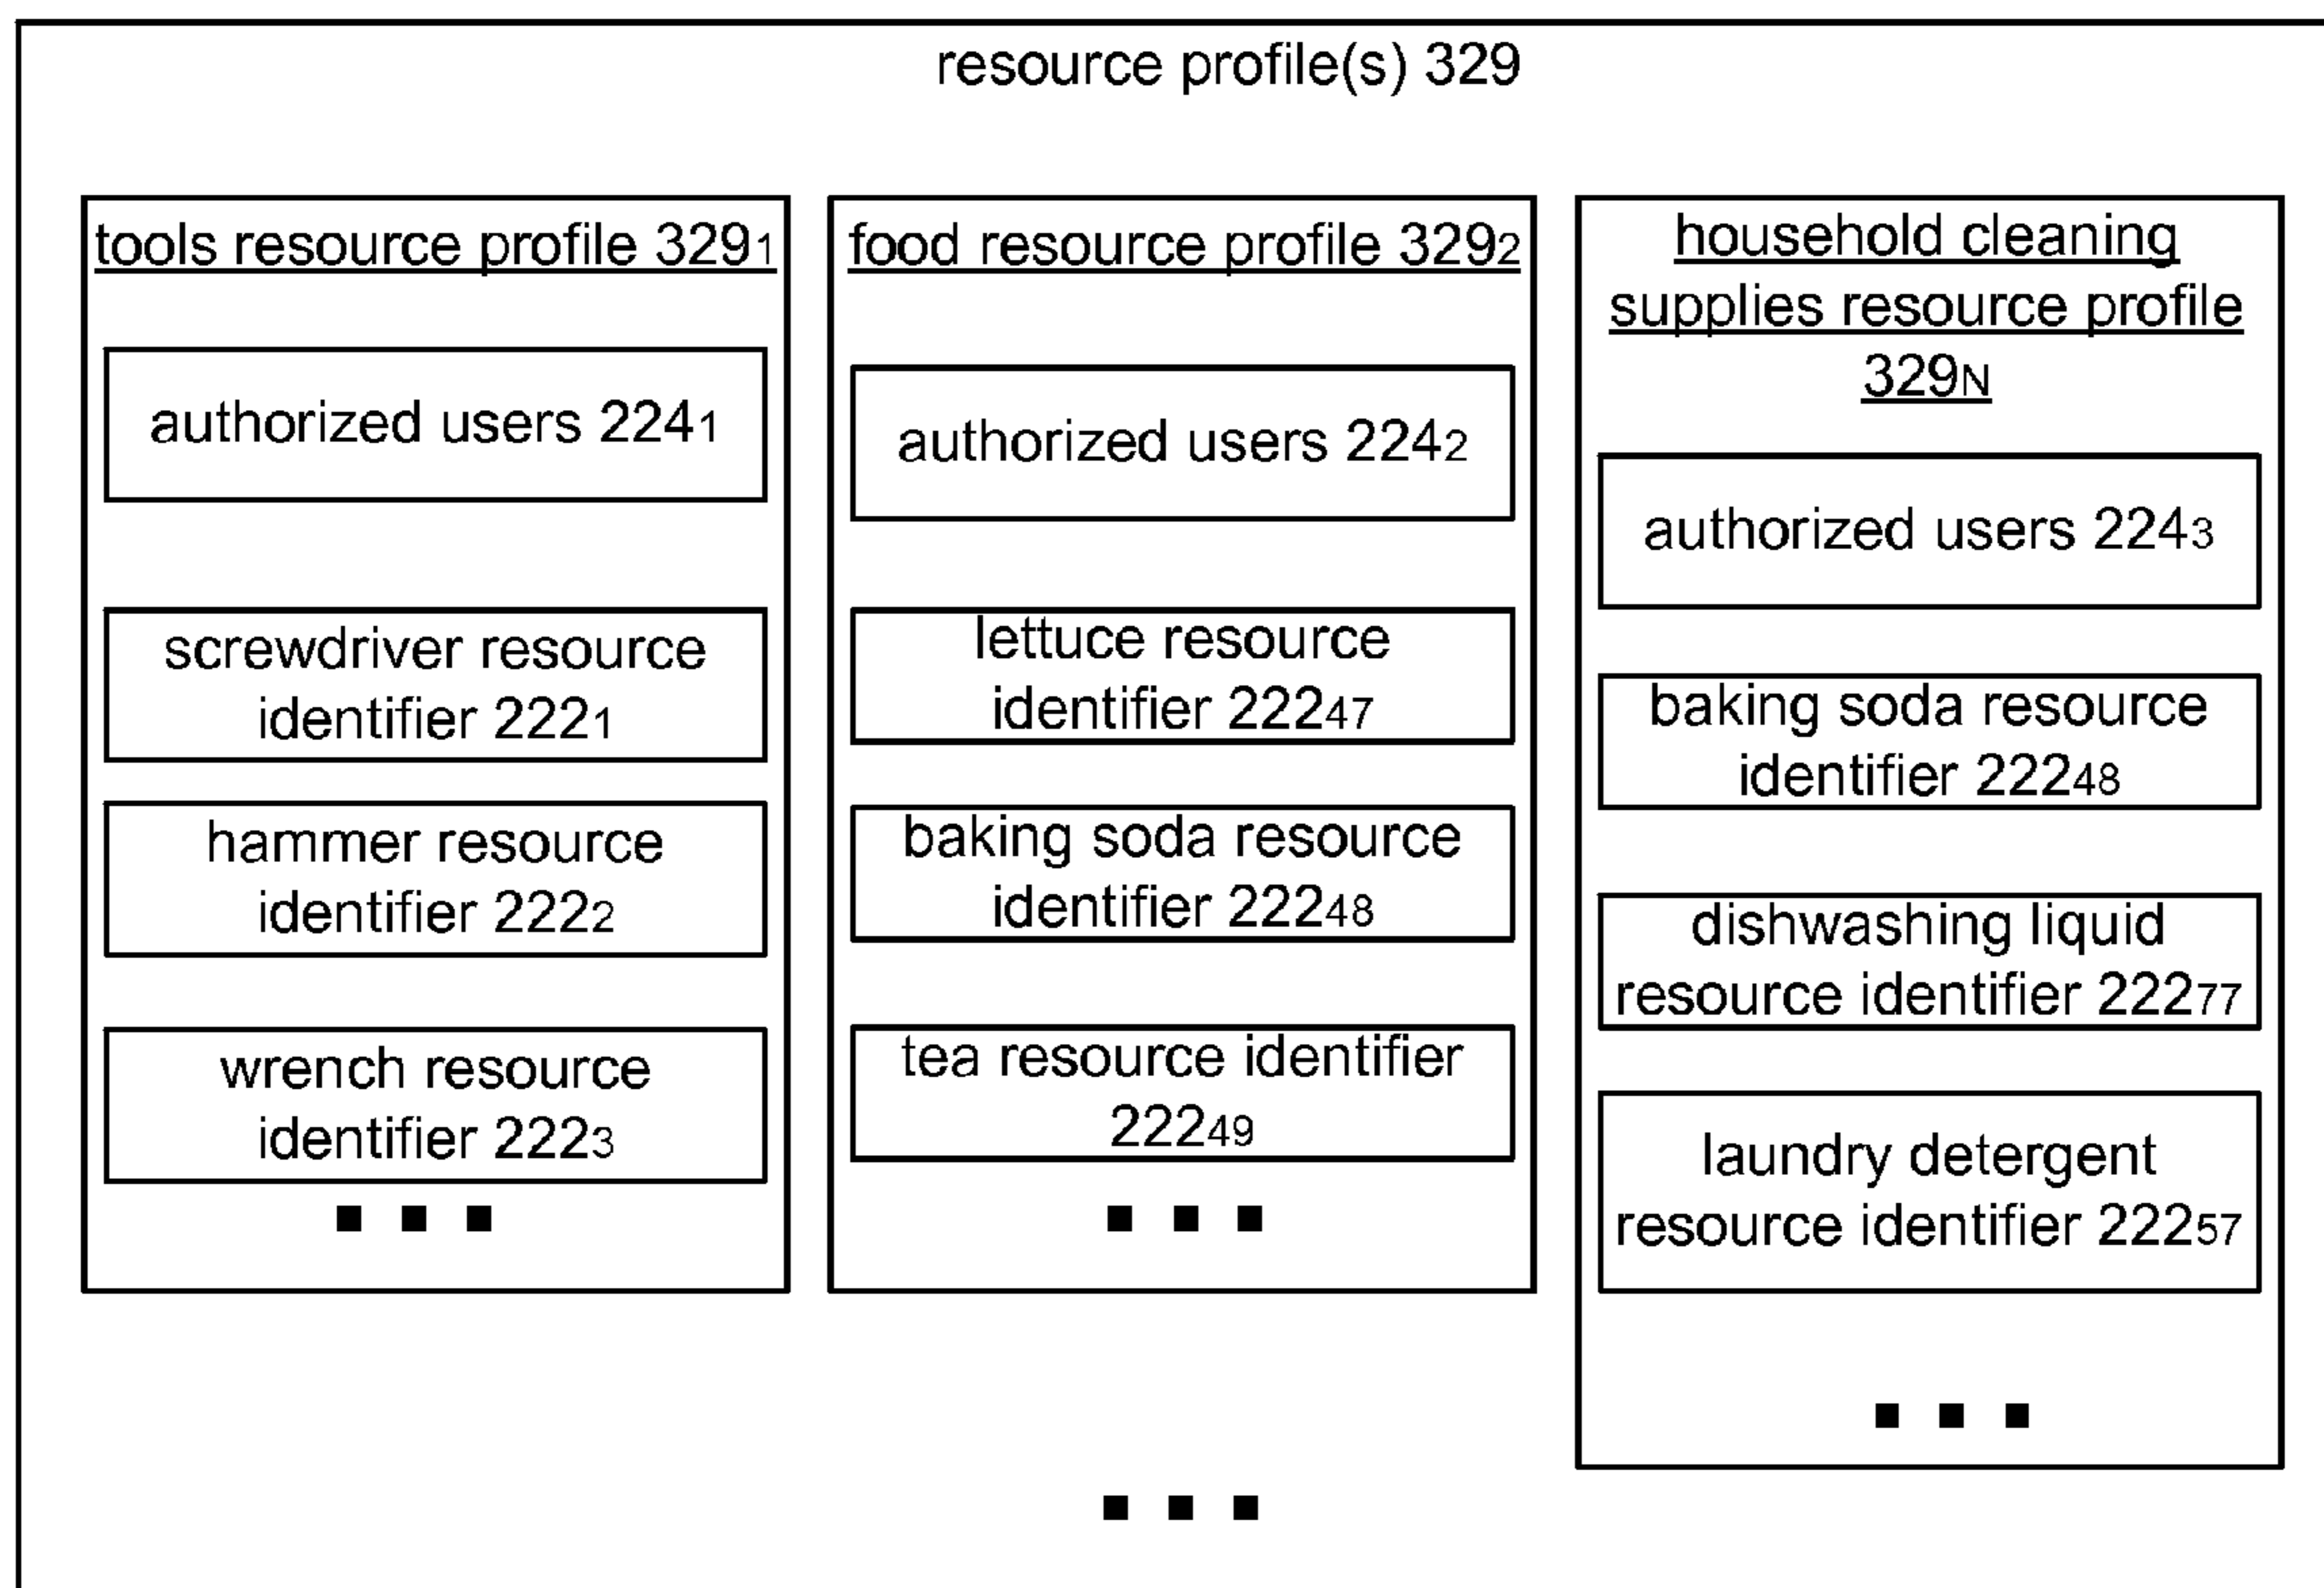 resource profile(s) 329
tools resource profile 329₁
authorized users 224₁
screwdriver resource
identifier 222₁
hammer resource
identifier 222₂
wrench resource
identifier 222₃
food resource profile 329₂
authorized users 224₂
lettuce resource
identifier 222₄₇
baking soda resource
identifier 222₄₈
tea resource identifier
222₄₉
household cleaning
supplies resource profile
329N
authorized users 224₃
baking soda resource
identifier 222₄₈
dishwashing liquid
resource identifier 222₇₇
laundry detergent
resource identifier 222₅₇